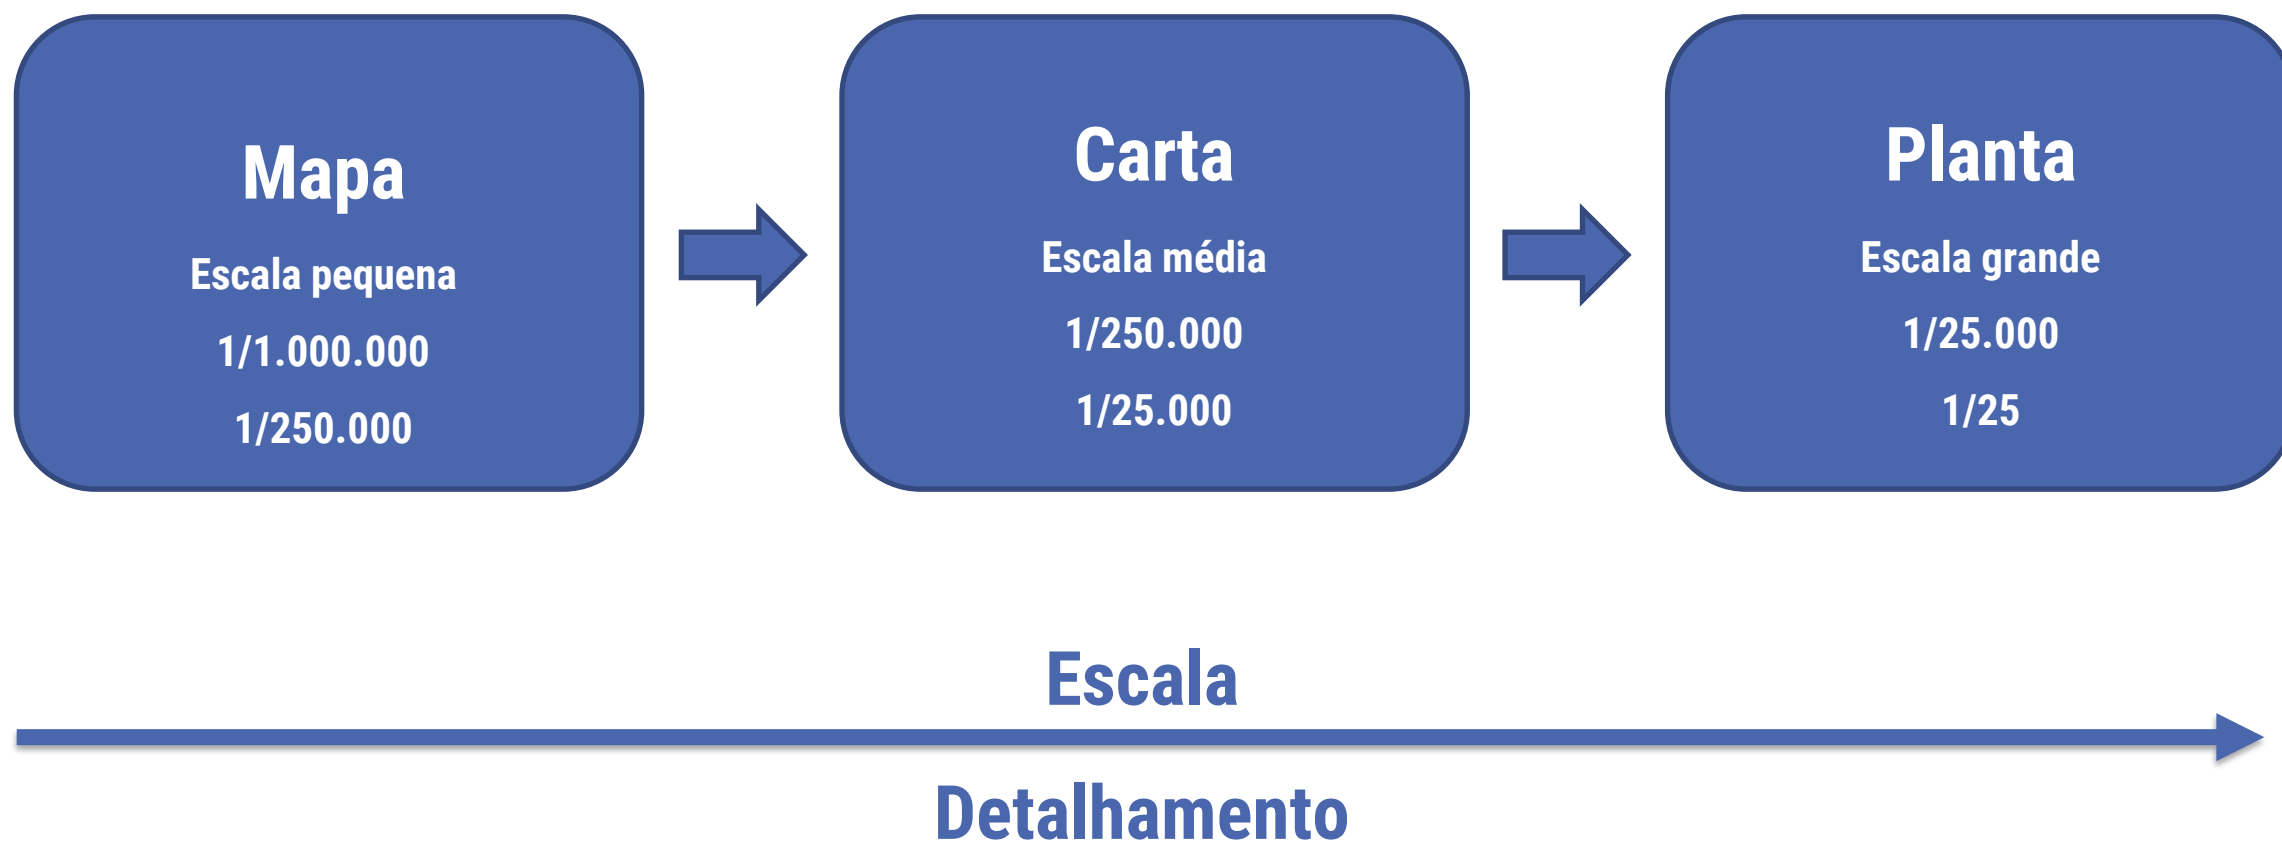 Mapa
Escala pequena
1/1.000.000
1/250.000
Carta
Escala média
1/250.000
1/25.000
Planta
Escala grande
1/25.000
1/25
Escala
Detalhamento